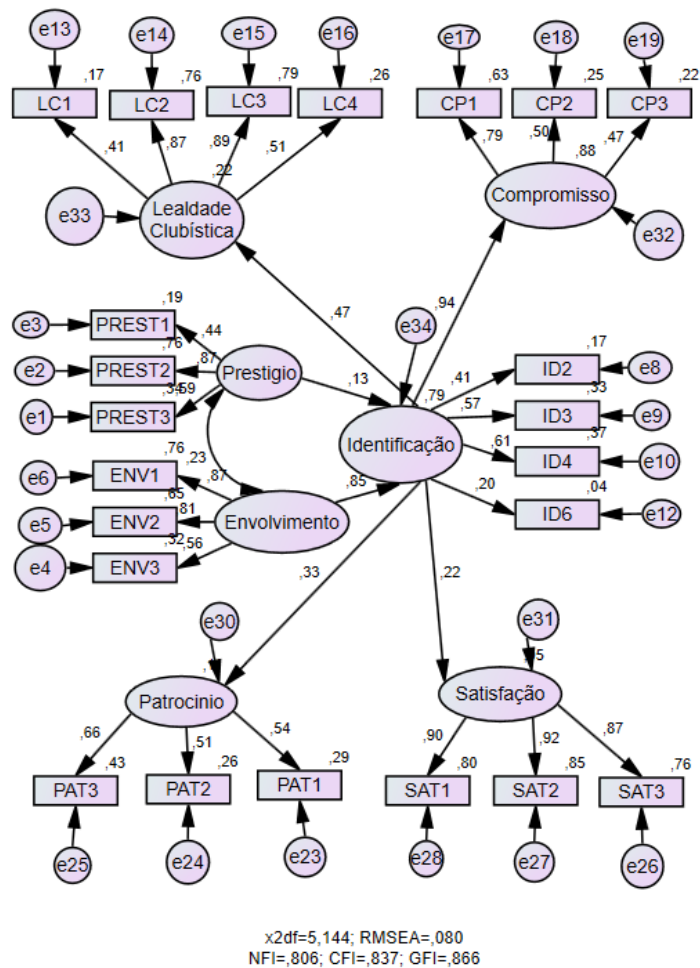 e13
e14
e15
e16
e17
e18
e19
,17
,76
,79
,26
,63
,25
,22
LC1
LC2
LC3
LC4
CP1
CP2
CP3
,41
,87
,89
,51
,79
,50
,88
,47
,22
e33
Lealdade
Clubística
Compromisso
e32
,47
,94
e34
,19
e3
PREST1
,44
,76
e2
PREST2
,87
Prestigio
,13
,34
,59
e1
PREST3
,79
,41
,17
ID2
e8
,57
,33
ID3
e9
Identificação
,61
,37
ID4
e10
,20
,04
ID6
e12
,76
e6
ENV1
,23
,87
,85
,65
e5
ENV2
,81
Envolvimento
,32
,56
e4
ENV3
,33
,22
e30
e31
Patrocinio
Satisfação
,66
,51
,54
,90
,92
,87
,43
,26
,29
,80
,85
,76
PAT3
PAT2
PAT1
SAT1
SAT2
SAT3
e25
e24
e23
e28
e27
e26
x2df=5,144; RMSEA=,080
NFI=,806; CFI=,837; GFI=,866